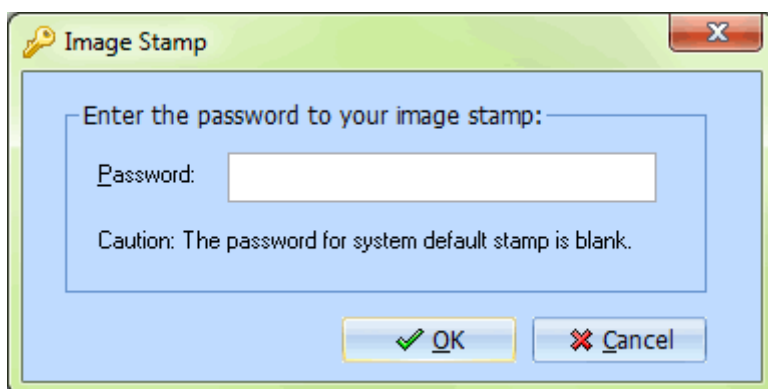 Image Stamp
Enter the password to your image stamp:
Password:
Caution: The password for system default stamp is blank.
OK
Cancel